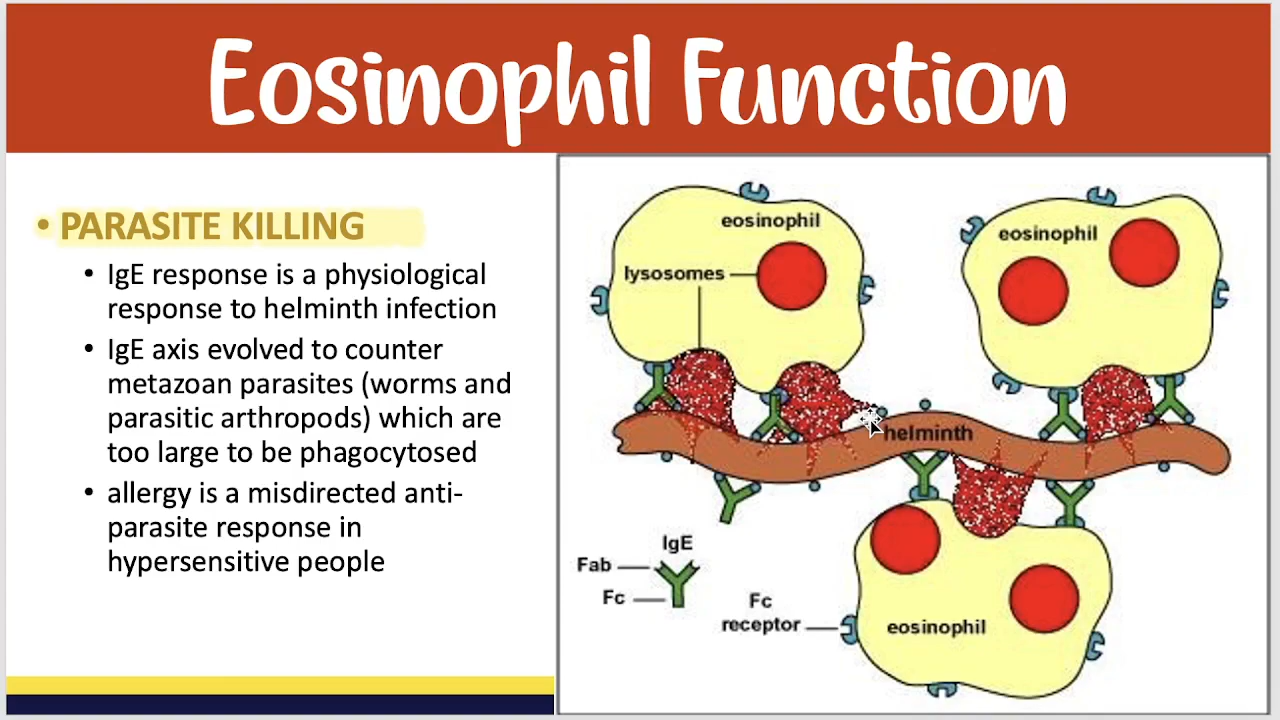 Eosinophil Function
• PARASITE KILLING
• IgE response is a physiological
response to helminth infection
• IgE axis evolved to counter
metazoan parasites (worms and
parasitic arthropods) which are
too large to be phagocytosed
• allergy is a misdirected anti-
parasite response in
hypersensitive people
eosinophil
lysosomes
eosinophil
helminth
IgE
Fab
Fc
Fc
receptor
eosinophil